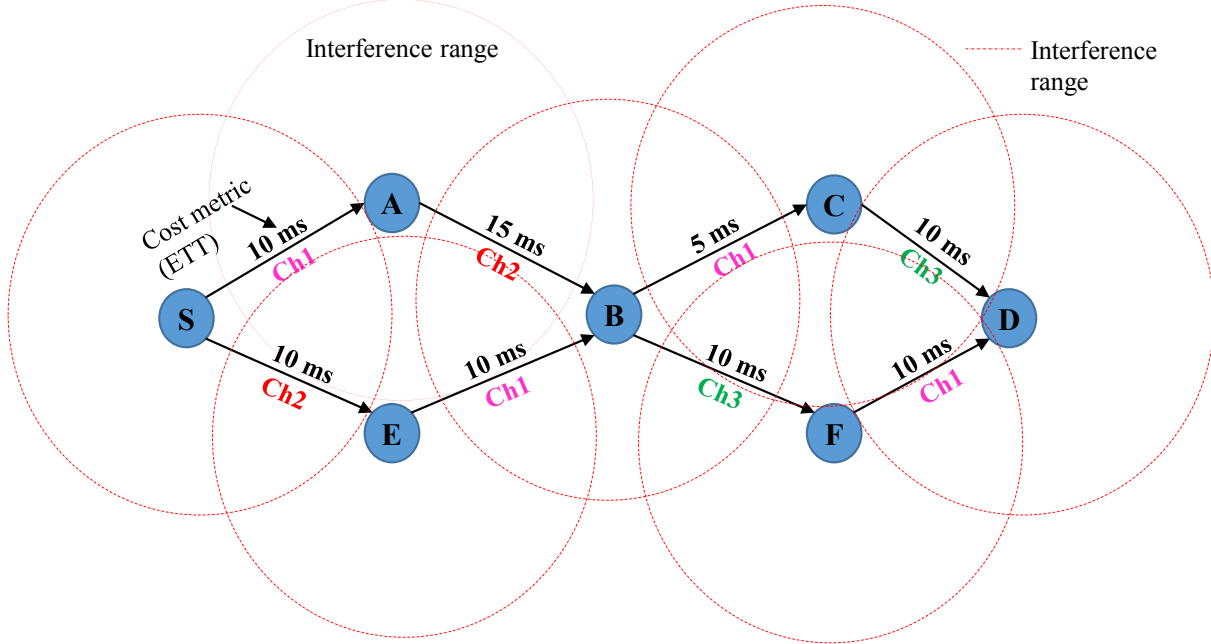 Interference range
Interference
range
Cost metric
(ETT)
A
C
10 ms
Ch1
15 ms
Ch2
5 ms
Ch1
10 ms
Ch3
S
B
D
10 ms
Ch2
10 ms
Ch1
10 ms
Ch3
10 ms
Ch1
E
F